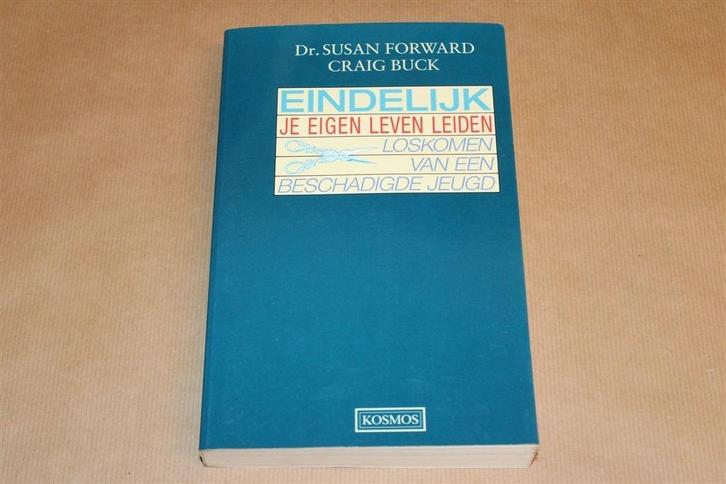 Dr. SUSAN FORWARD
CRAIG BUCK
EINDELIJK
JE EIGEN LEVEN LEIDEN
LOSKOMEN
VAN EEN
BESCHADIGDE JEUGD
KOSMOS